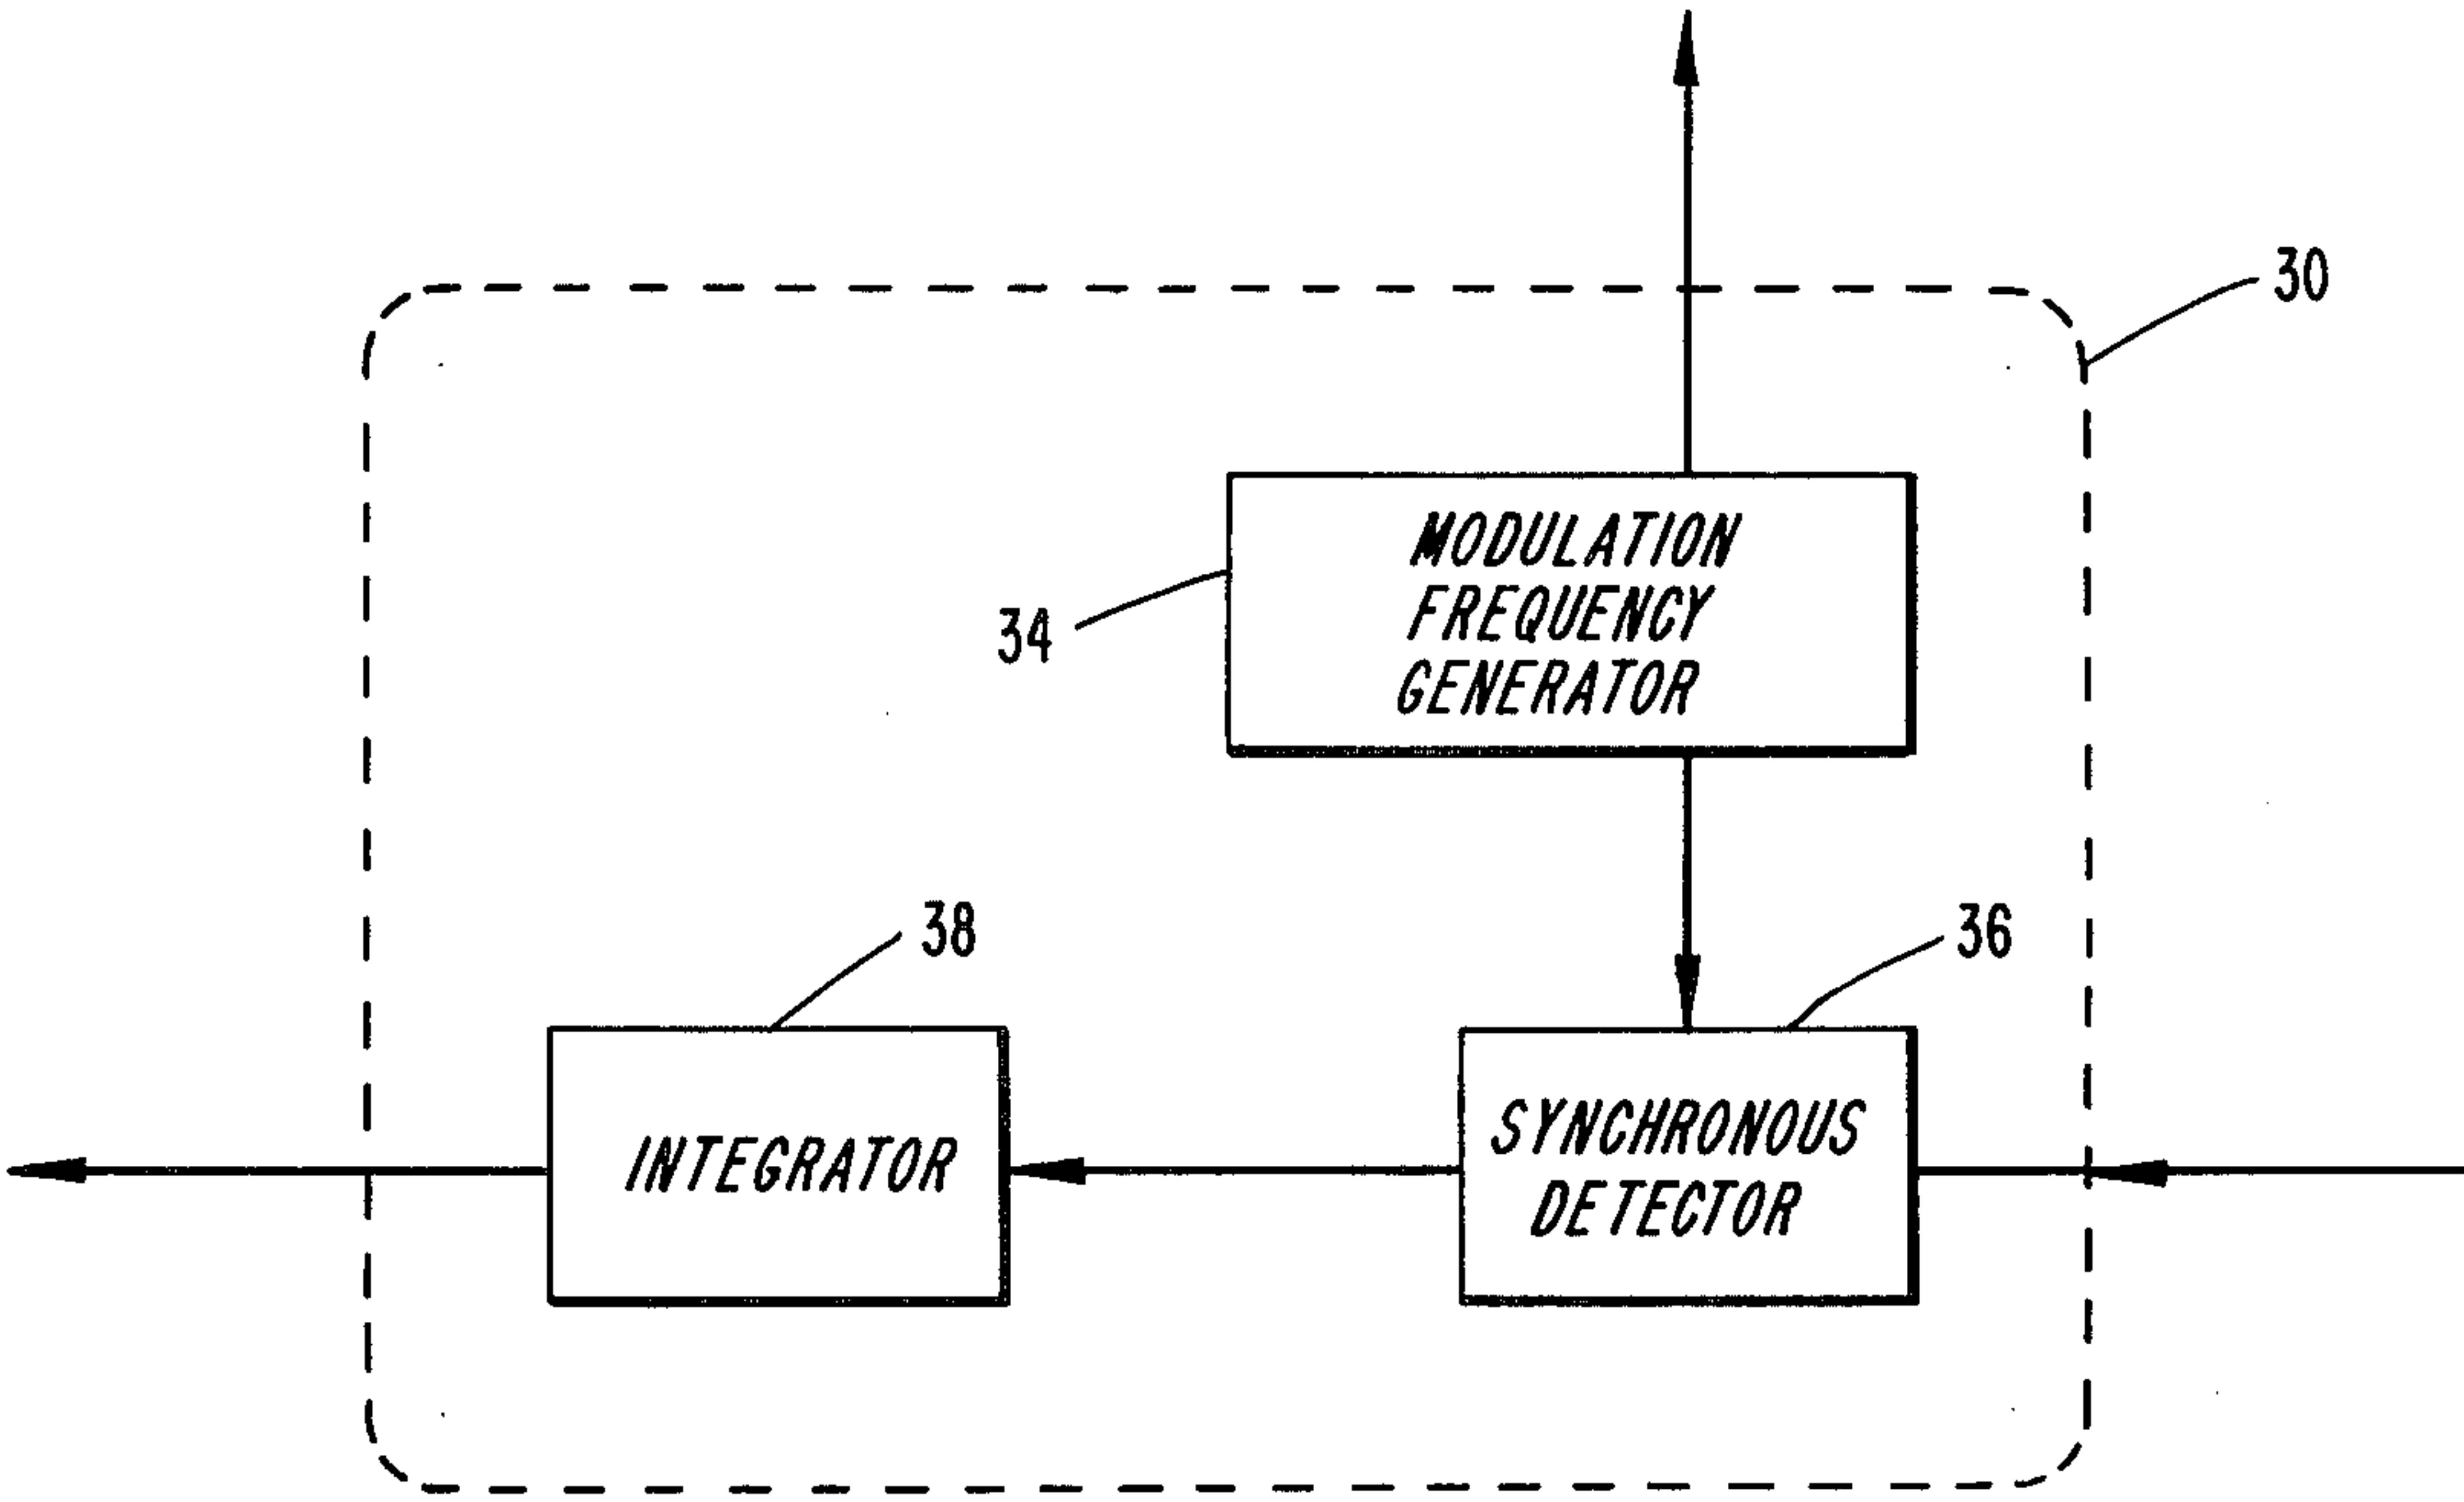 30
MODULATION
FREQUENCY
GENERATOR
34
38
36
INTEGRATOR
SYNCHRONOUS
DETECTOR